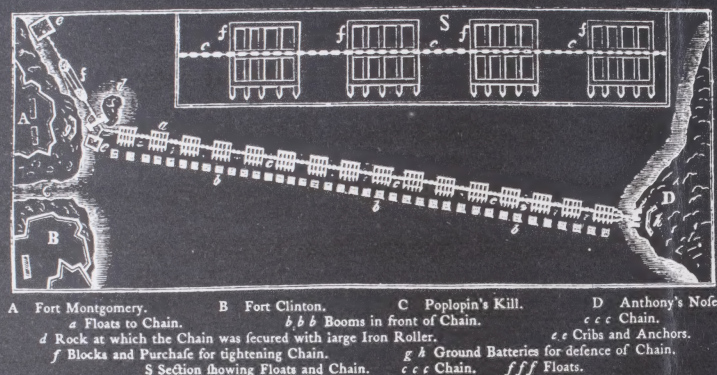 A Fort Montgomery. B Fort Clinton. C Poplopin's Kill. D Anthony's Nose
a Floats to Chain. b,b b Booms in front of Chain. c c c Chain.
d Rock at which the Chain was secured with large Iron Roller. e.e Cribs and Anchors.
f Blocks and Purchaſe for tightening Chain. g h Ground Batteries for defence of Chain.
S Section ſhowing Floats and Chain. c c c Chain. f f f Floats.